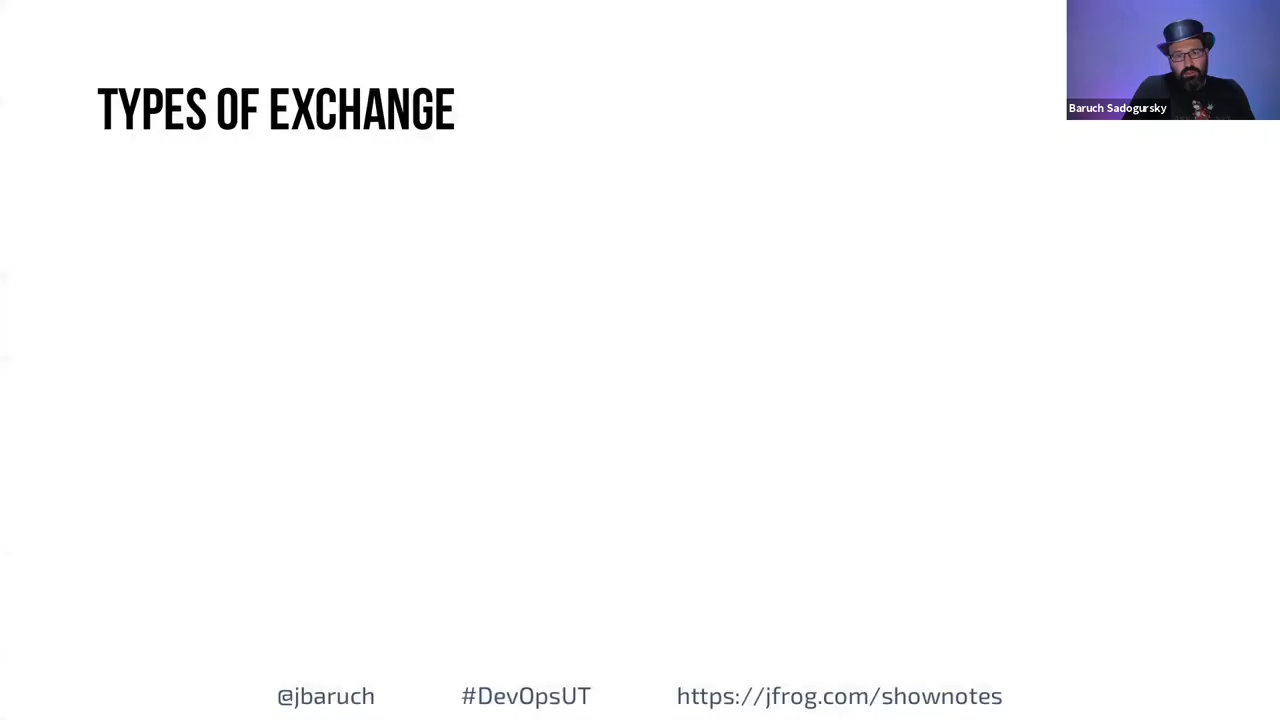 TYPES OF EXCHANGE
Baruch Sadogursky
@jbaruch #DevOpsUT https://jfrog.com/shownotes